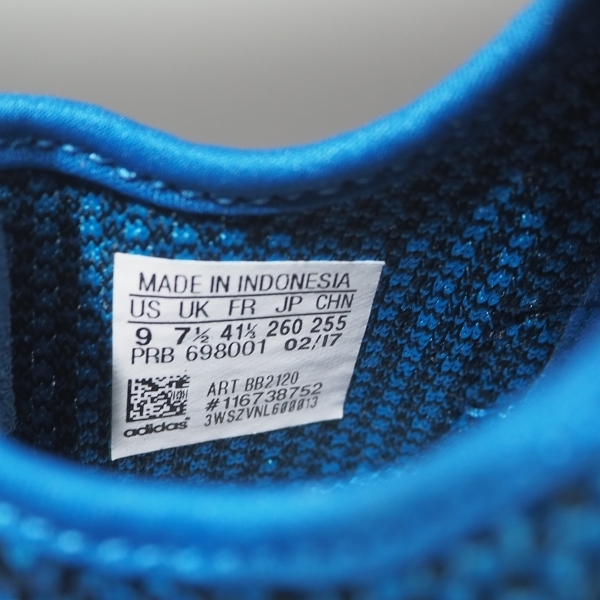 MADE IN INDONESIA
US UK FR JP CHN
9 7½ 41⅓ 260 255
PRB 698001 02/17
ART BB2120
#116738752
3WSZVNL600013
adidas